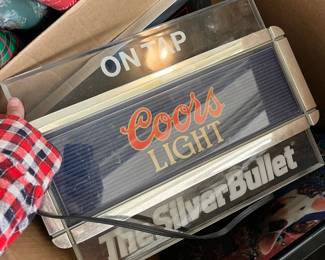 ON TAP
Coors
LIGHT
The Silver Bullet